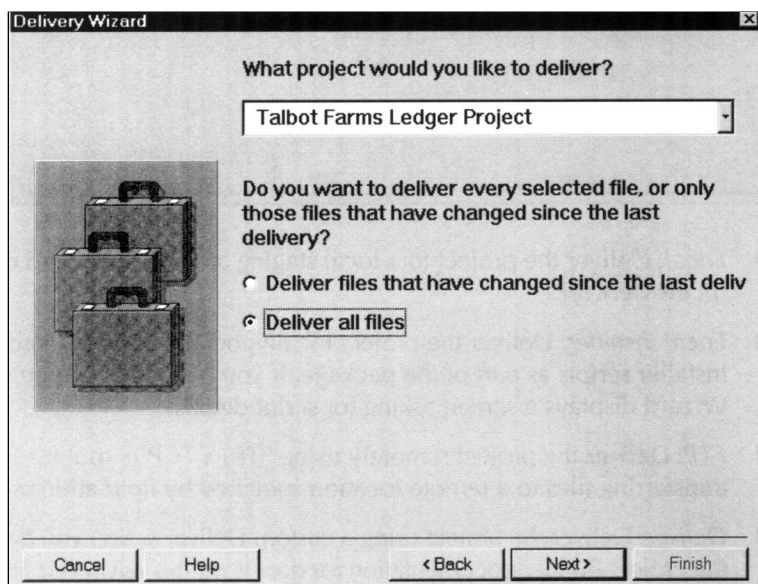 Delivery Wizard
What project would you like to deliver?
Talbot Farms Ledger Project
Do you want to deliver every selected file, or only
those files that have changed since the last
delivery?
Deliver files that have changed since the last deliv
Deliver all files
Cancel
Help
<Back
Next>
Finish